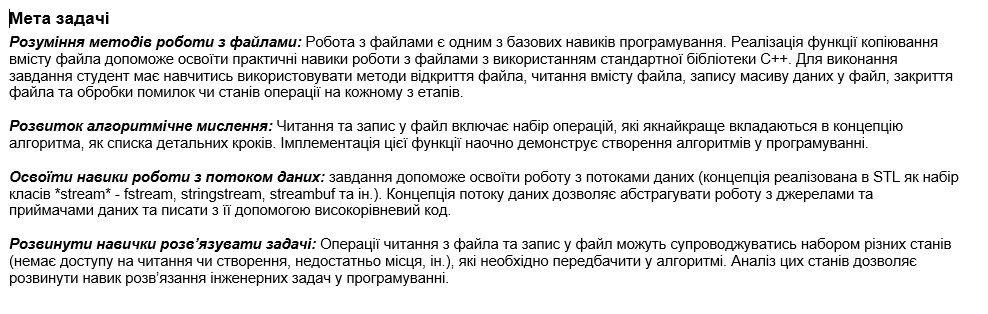 Мета задачі
Розуміння методів роботи з файлами: Робота з файлами є одним з базових навиків програмування. Реалізація функції копіювання
вмісту файла допоможе освоїти практичні навики роботи з файлами з використанням стандартної бібліотеки C++. Для виконання
завдання студент має навчитись використовувати методи відкриття файла, читання вмісту файла, запису масиву даних у файл, закриття
файла та обробки помилок чи станів операції на кожному з етапів.
Розвиток алгоритмічне мислення: Читання та запис у файл включає набір операцій, які якнайкраще вкладаються в концепцію
алгоритма, як списка детальних кроків. Імплементація цієї функції наочно демонструє створення алгоритмів у програмуванні.
Освоїти навики роботи з потоком даних: завдання допоможе освоїти роботу з потоками даних (концепція реалізована в STL як набір
класів *stream* - fstream, stringstream, streambuf та ін.). Концепція потоку даних дозволяє абстрагувати роботу з джерелами та
приймачами даних та писати з її допомогою високорівневий код.
Розвинути навички розв’язувати задачі: Операції читання з файла та запис у файл можуть супроводжуватись набором різних станів
(немає доступу на читання чи створення, недостатньо місця, ін.), які необхідно передбачити у алгоритмі. Аналіз цих станів дозволяє
розвинути навик розв’язання інженерних задач у програмуванні.